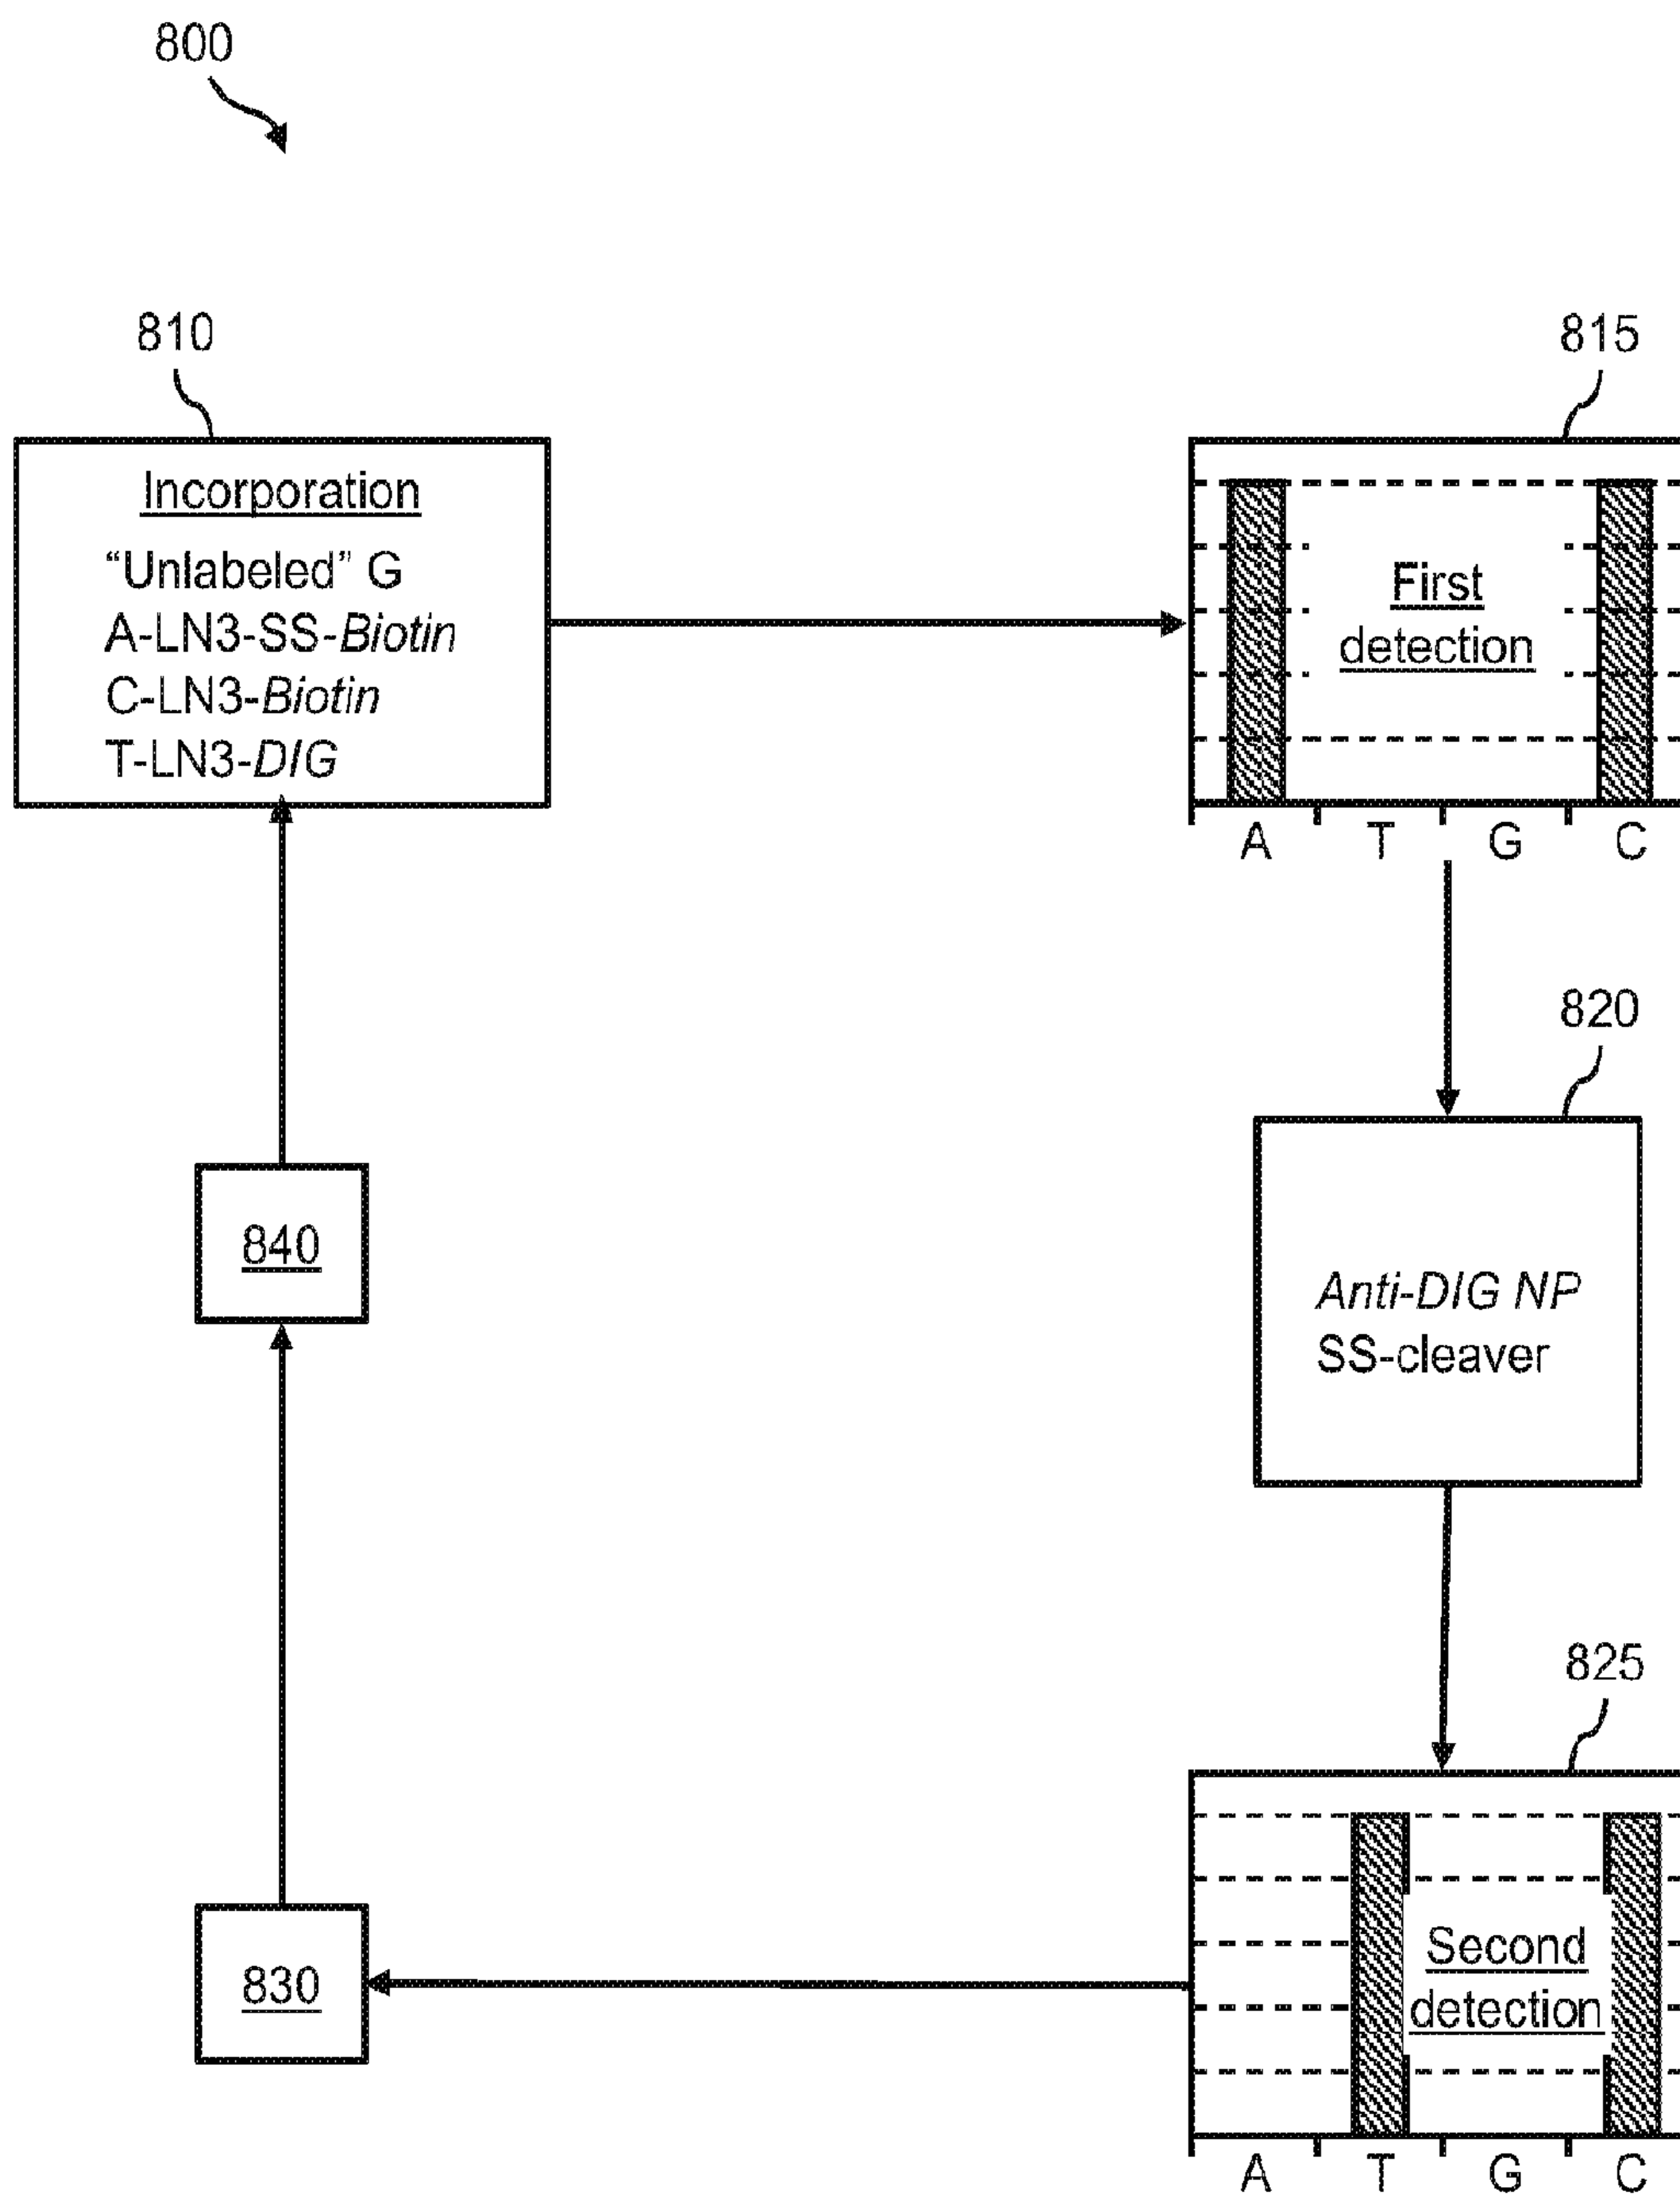 800
810
Incorporation
“Unlabeled” G
A-LN3-SS-Biotin
C-LN3-Biotin
T-LN3-DIG
815
First
detection
A T G C
820
Anti-DIG NP
SS-cleaver
840
825
Second
detection
A T G C
830